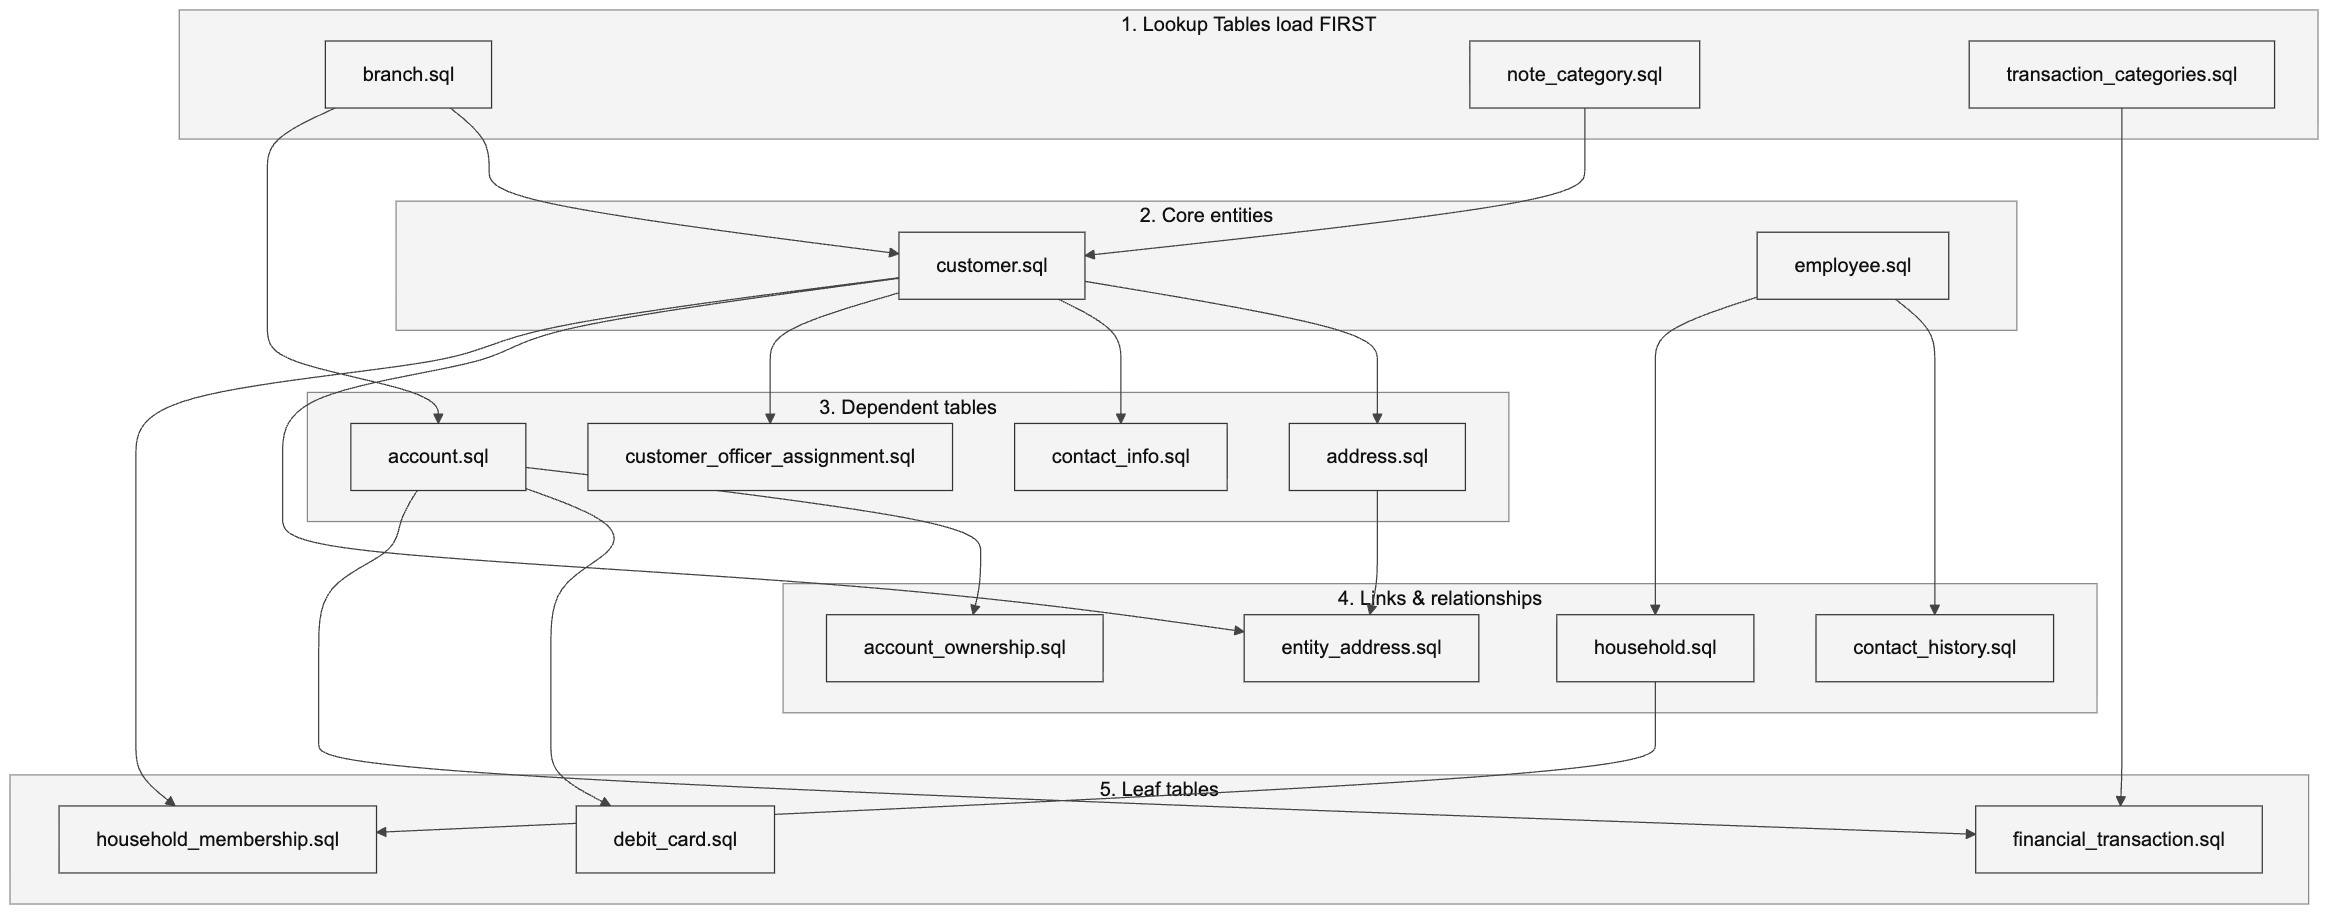 1. Lookup Tables load FIRST
branch.sql
note_category.sql
transaction_categories.sql
2. Core entities
customer.sql
employee.sql
3. Dependent tables
account.sql
customer_officer_assignment.sql
contact_info.sql
address.sql
4. Links & relationships
account_ownership.sql
entity_address.sql
household.sql
contact_history.sql
5. Leaf tables
household_membership.sql
debit_card.sql
financial_transaction.sql